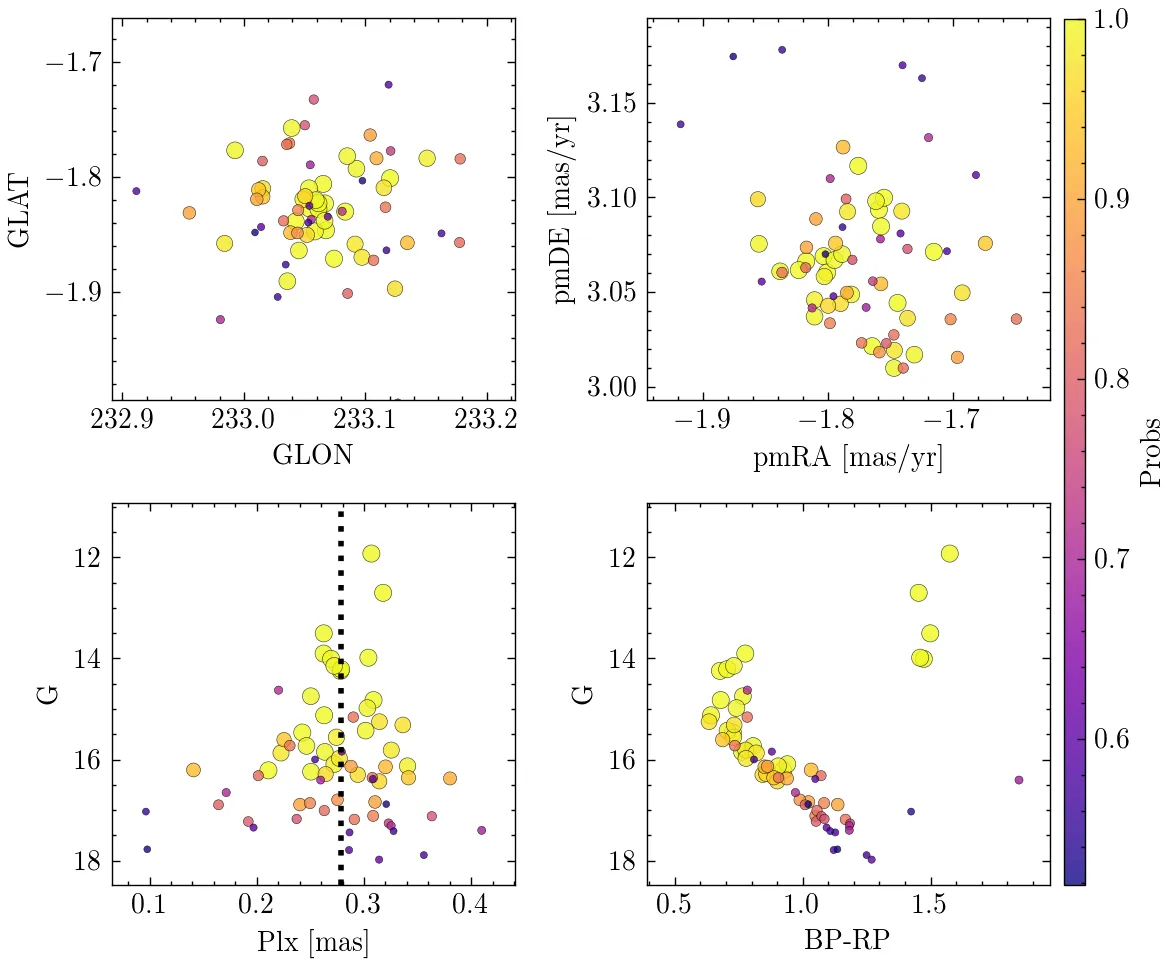 −1.7
−1.8
−1.9
GLAT
232.9 233.0 233.1 233.2
GLON
3.15
3.10
3.05
3.00
pmDE [mas/yr]
−1.9 −1.8 −1.7
pmRA [mas/yr]
1.0
0.9
0.8
0.7
0.6
Probs
12
14
16
18
G
0.1 0.2 0.3 0.4
Plx [mas]
12
14
16
18
G
0.5 1.0 1.5
BP-RP